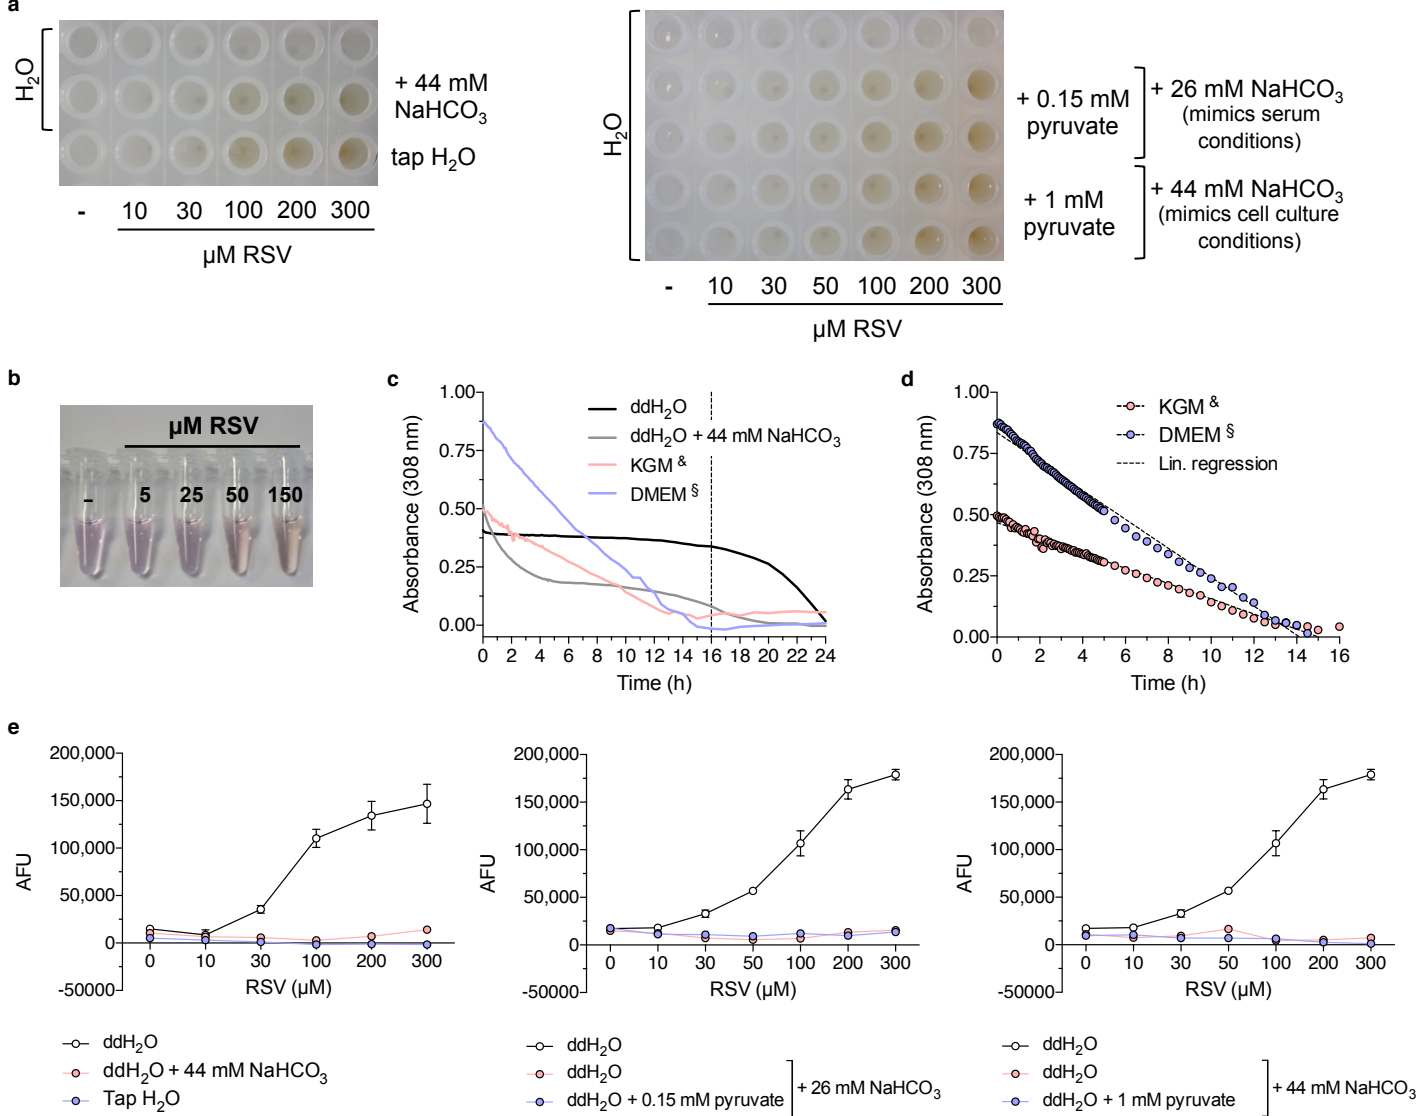 a
H2O
+ 44 mM
NaHCO3
tap H2O
- 10 30 100 200 300
µM RSV
H2O
+ 0.15 mM
pyruvate
+ 26 mM NaHCO3
(mimics serum
conditions)
+ 1 mM
pyruvate
+ 44 mM NaHCO3
(mimics cell culture
conditions)
- 10 30 50 100 200 300
µM RSV
b
µM RSV
– 5 25 50 150
c
Absorbance (308 nm)
1.00
0.75
0.50
0.25
0.00
0 2 4 6 8 10 12 14 16 18 20 22 24
Time (h)
ddH2O
ddH2O + 44 mM NaHCO3
KGM &
DMEM §
d
Absorbance (308 nm)
1.00
0.75
0.50
0.25
0.00
0 2 4 6 8 10 12 14 16
Time (h)
KGM &
DMEM §
Lin. regression
e
AFU
200,000
150,000
100,000
50,000
0
-50000
0 10 30 100 200 300
RSV (µM)
ddH2O
ddH2O + 44 mM NaHCO3
Tap H2O
AFU
200,000
150,000
100,000
50,000
0
-50000
0 10 30 50 100 200 300
RSV (µM)
ddH2O
ddH2O
ddH2O + 0.15 mM pyruvate
+ 26 mM NaHCO3
AFU
200,000
150,000
100,000
50,000
0
-50000
0 10 30 50 100 200 300
RSV (µM)
ddH2O
ddH2O
ddH2O + 1 mM pyruvate
+ 44 mM NaHCO3